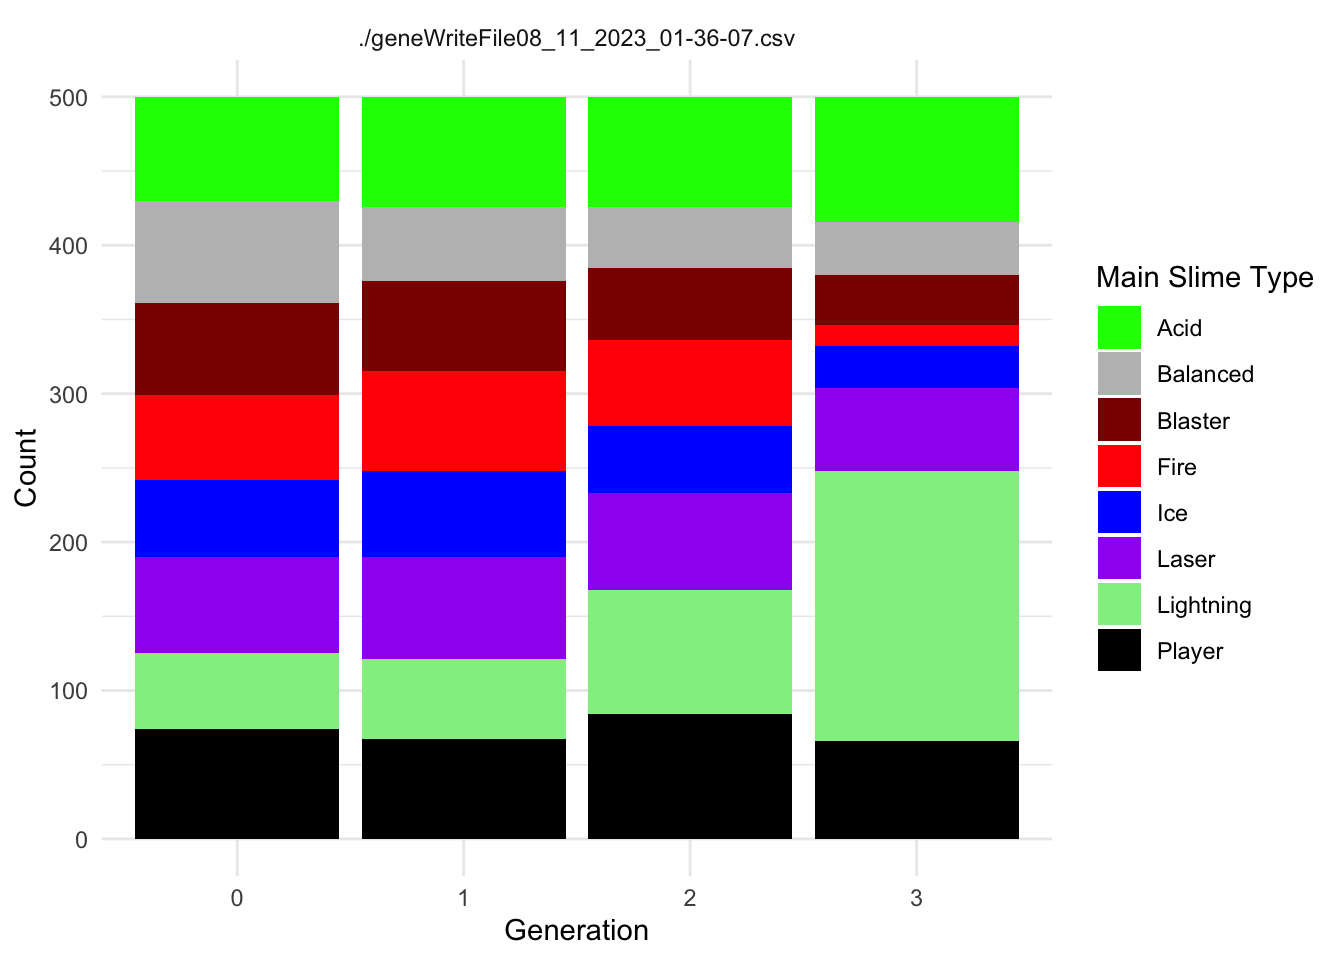 ./geneWriteFile08_11_2023_01-36-07.csv
500
400
300
200
100
0
Count
0 1 2 3
Generation
Main Slime Type
Acid
Balanced
Blaster
Fire
Ice
Laser
Lightning
Player